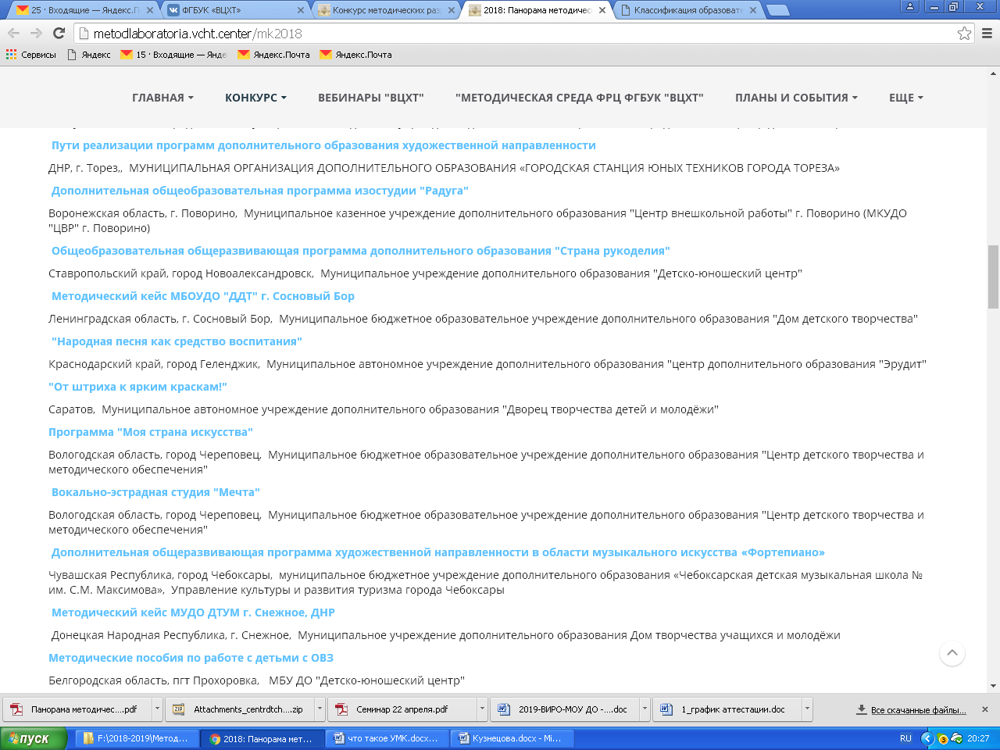 25 · Входящие — Яндекс.П
ФГБУК «ВЦХТ»
Конкурс методических раз
2018: Панорама методичес
Классификация образовате
metodlaboratoria.vcht.center/mk2018
Сервисы
Яндекс
15 · Входящие — Янде
Яндекс.Почта
Яндекс.Почта
ГЛАВНАЯ
КОНКУРС
ВЕБИНАРЫ "ВЦХТ"
"МЕТОДИЧЕСКАЯ СРЕДА ФРЦ ФГБУК "ВЦХТ"
ПЛАНЫ И СОБЫТИЯ
ЕЩЕ
Пути реализации программ дополнительного образования художественной направленности
ДНР, г. Торез,, МУНИЦИПАЛЬНАЯ ОРГАНИЗАЦИЯ ДОПОЛНИТЕЛЬНОГО ОБРАЗОВАНИЯ «ГОРОДСКАЯ СТАНЦИЯ ЮНЫХ ТЕХНИКОВ ГОРОДА ТОРЕЗА»
Дополнительная общеобразовательная программа изостудии "Радуга"
Воронежская область, г. Поворино, Муниципальное казенное учреждение дополнительного образования "Центр внешкольной работы" г. Поворино (МКУДО
"ЦВР" г. Поворино)
Общеобразовательная общеразвивающая программа дополнительного образования "Страна рукоделия"
Ставропольский край, город Новоалександровск, Муниципальное учреждение дополнительного образования "Детско-юношеский центр"
Методический кейс МБОУДО "ДДТ" г. Сосновый Бор
Ленинградская область, г. Сосновый Бор, Муниципальное бюджетное образовательное учреждение дополнительного образования "Дом детского творчества"
"Народная песня как средство воспитания"
Краснодарский край, город Геленджик, Муниципальное автономное учреждение дополнительного образования "центр дополнительного образования "Эрудит"
"От штриха к ярким краскам!"
Саратов, Муниципальное автономное учреждение дополнительного образования "Дворец творчества детей и молодёжи"
Программа "Моя страна искусства"
Вологодская область, город Череповец, Муниципальное бюджетное образовательное учреждение дополнительного образования "Центр детского творчества и
методического обеспечения"
Вокально-эстрадная студия "Мечта"
Вологодская область, город Череповец, Муниципальное бюджетное образовательное учреждение дополнительного образования "Центр детского творчества и
методического обеспечения"
Дополнительная общеразвивающая программа художественной направленности в области музыкального искусства «Фортепиано»
Чувашская Республика, город Чебоксары, муниципальное бюджетное учреждение дополнительного образования «Чебоксарская детская музыкальная школа №
им. С.М. Максимова», Управление культуры и развития туризма города Чебоксары
Методический кейс МУДО ДТУМ г. Снежное, ДНР
Донецкая Народная Республика, г. Снежное, Муниципальное учреждение дополнительного образования Дом творчества учащихся и молодёжи
Методические пособия по работе с детьми с ОВЗ
Белгородская область, пгт Прохоровка, МБУ ДО "Детско-юношеский центр"
Панорама методичес....pdf
Attachments_centrdtch....zip
Семинар 22 апреля.pdf
2019-ВИРО-МОУ ДО -....doc
1_график аттестации.doc
Все скачанные файлы...
пуск
F:\2018-2019\Метод...
2018: Панорама мет...
что такое УМК.docx...
Кузнецова.docx - Mi...
RU
20:27